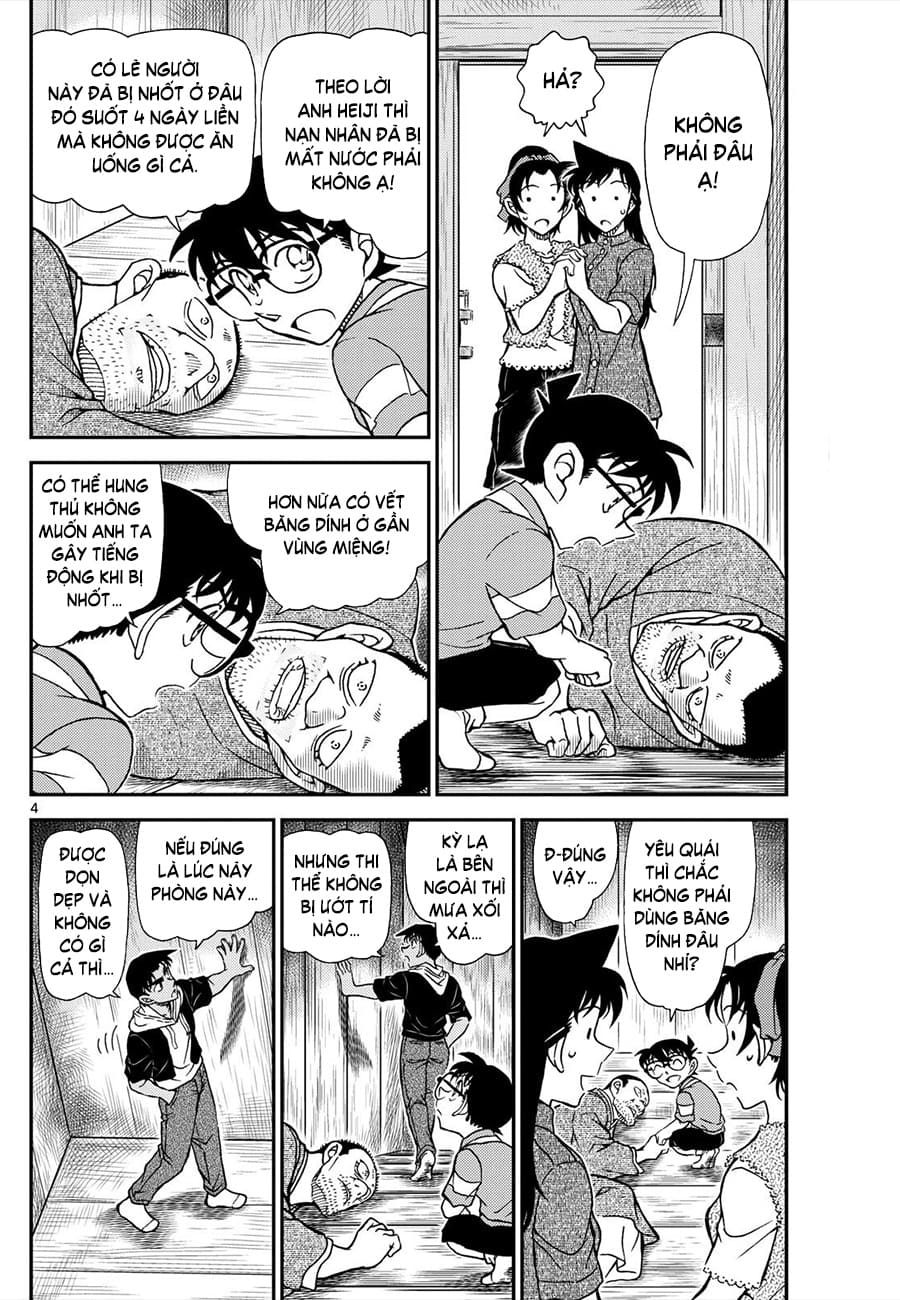 KHÔNG
PHẢI ĐÂU
Ạ!
HẢ?
THEO LỜI
ANH HEIJI THÌ
NẠN NHÂN ĐÃ BỊ
MẤT NƯỚC PHẢI
KHÔNG Ạ!
CÓ LẼ NGƯỜI
NÀY ĐÃ BỊ NHỐT Ở ĐÂU
ĐÓ SUỐT 4 NGÀY LIỀN
MÀ KHÔNG ĐƯỢC ĂN
UỐNG GÌ CẢ.
HƠN NỮA CÓ VẾT
BĂNG DÍNH Ở GẦN
VÙNG MIỆNG!
CÓ THỂ HUNG
THỦ KHÔNG
MUỐN ANH TA
GÂY TIẾNG
ĐỘNG KHI BỊ
NHỐT...
4
YÊU QUÁI
THÌ CHẮC
KHÔNG PHẢI
DÙNG BĂNG
DÍNH ĐÂU
NHỈ?
Đ-ĐÚNG
VẬY...
KỲ LẠ
LÀ BÊN
NGOÀI THÌ
MƯA XỐI
XẢ...
NHƯNG THI
THỂ KHÔNG
BỊ ƯỚT TÍ
NÀO...
NẾU ĐÚNG
LÀ LÚC NÃY
PHÒNG NÀY...
ĐƯỢC
DỌN
DẸP VÀ
KHÔNG
CÓ GÌ
CẢ THÌ...